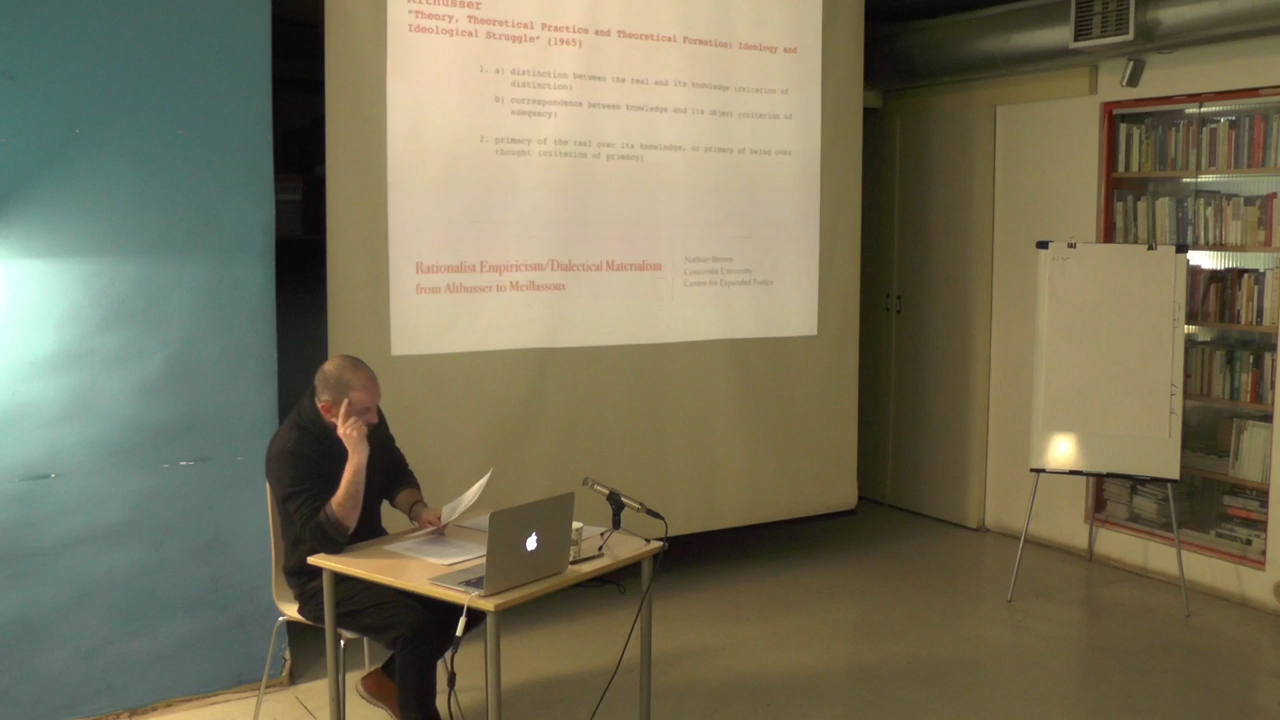 Althusser
"Theory, Theoretical Practice and Theoretical Formation: Ideology and
Ideological Struggle" (1965)
1. a) distinction between the real and its knowledge (criterion of
distinction)
b) correspondence between knowledge and its object (criterion of
adequacy)
2. primacy of the real over its knowledge, or primacy of being over
thought (criterion of primacy)
Rationalist Empiricism/Dialectical Materialism
from Althusser to Meillassoux
Nathan Brown
Concordia University
Centre for Expanded Poetics